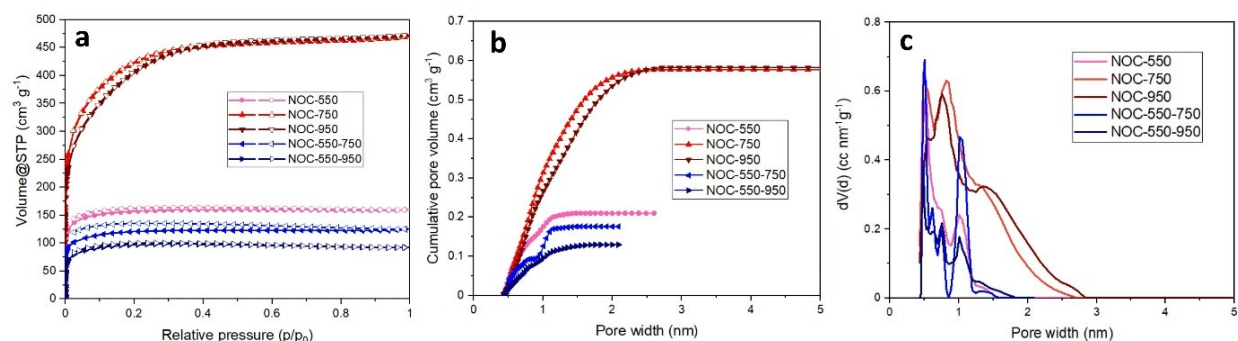 a
500
450
400
350
300
250
200
150
100
50
0
Volume@STP (cm³ g⁻¹)
NOC-550
NOC-750
NOC-950
NOC-550-750
NOC-550-950
0
0.2
0.4
0.6
0.8
1
Relative pressure (p/p₀)
b
0.7
0.6
0.5
0.4
0.3
0.2
0.1
0.0
Cumulative pore volume (cm³ g⁻¹)
NOC-550
NOC-750
NOC-950
NOC-550-750
NOC-550-950
0
1
2
3
4
5
Pore width (nm)
c
0.8
0.6
0.4
0.2
0
dV(d) (cc nm⁻¹g⁻¹)
NOC-550
NOC-750
NOC-950
NOC-550-750
NOC-550-950
0
1
2
3
4
5
Pore width (nm)